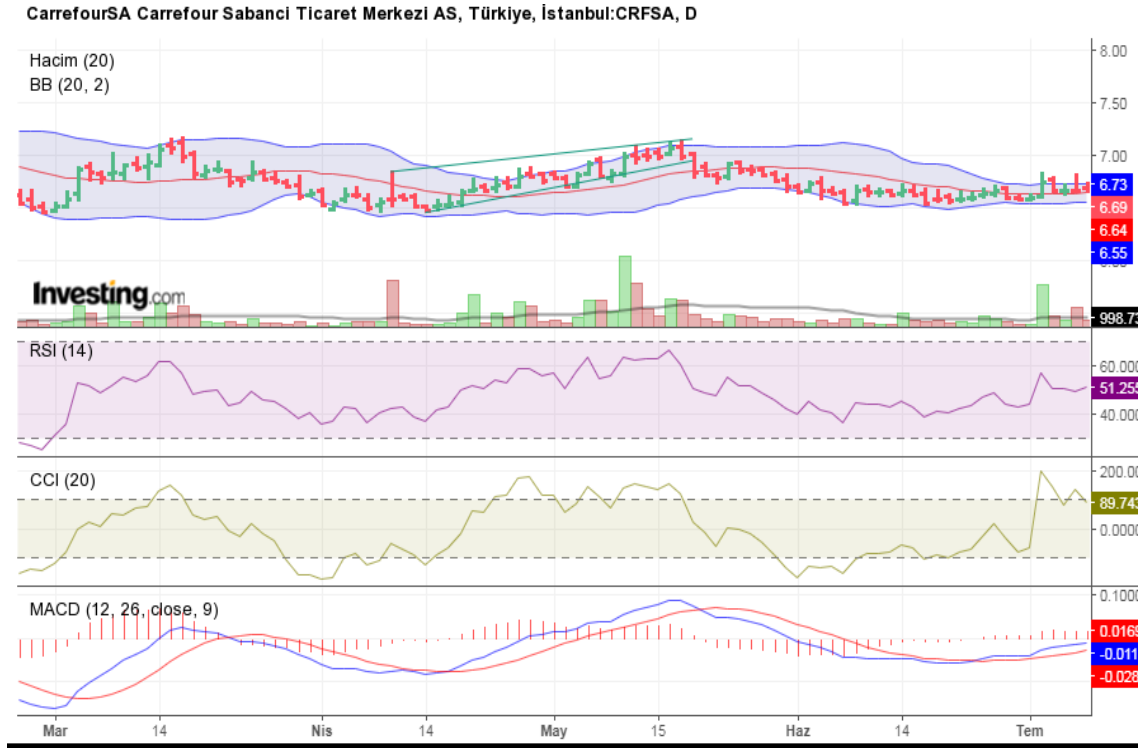 CarrefourSA Carrefour Sabanci Ticaret Merkezi AS, Türkiye, İstanbul:CRFSA, D
Hacim (20)
BB (20, 2)
8.00
7.50
7.00
6.73
6.69
6.64
6.55
Investing.com
998.73
RSI (14)
60.000
51.255
40.000
CCI (20)
200.00
89.743
0.0000
MACD (12, 26, close, 9)
0.1000
0.0169
-0.011
-0.028
Mar 14 Nis 14 May 15 Haz 14 Tem